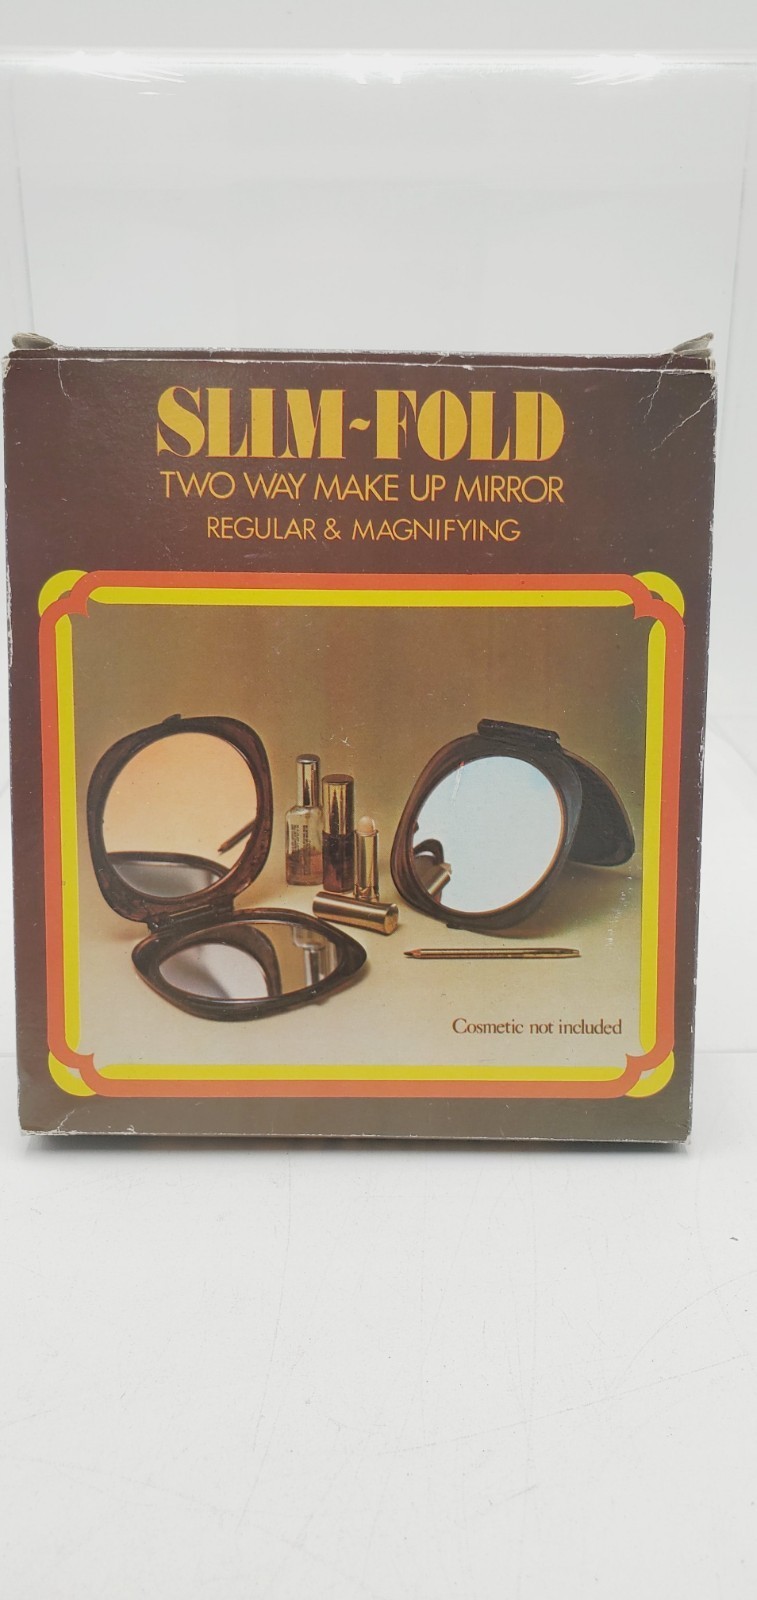 SLIM-FOLD
TWO WAY MAKE UP MIRROR
REGULAR & MAGNIFYING
Cosmetic not included